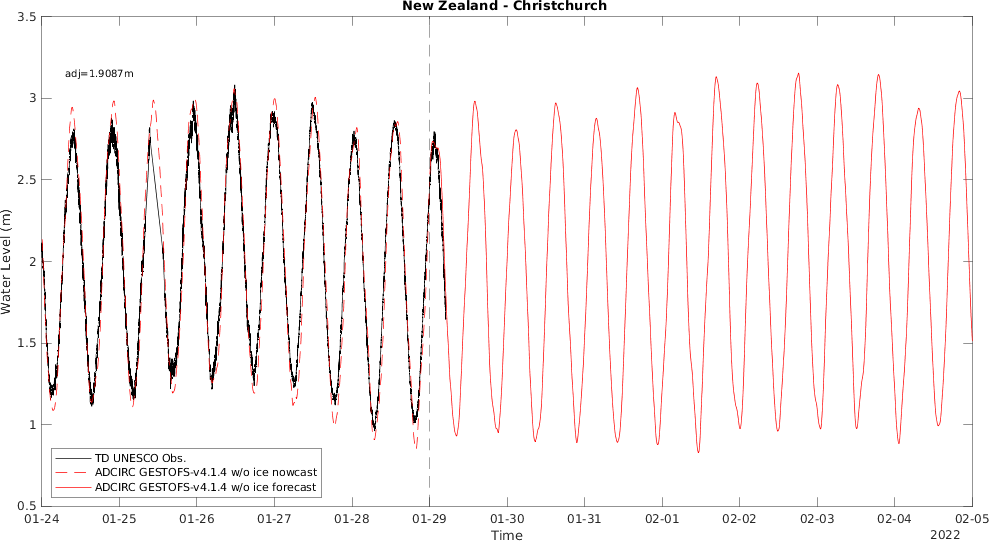 New Zealand - Christchurch
3.5
adj=1.9087m
3
2.5
2
Water Level (m)
1.5
1
TD UNESCO Obs.
ADCIRC GESTOFS-v4.1.4 w/o ice nowcast
ADCIRC GESTOFS-v4.1.4 w/o ice forecast
0.5
01-24 01-25 01-26 01-27 01-28 01-29 01-30 01-31 02-01 02-02 02-03 02-04 02-05
Time
2022